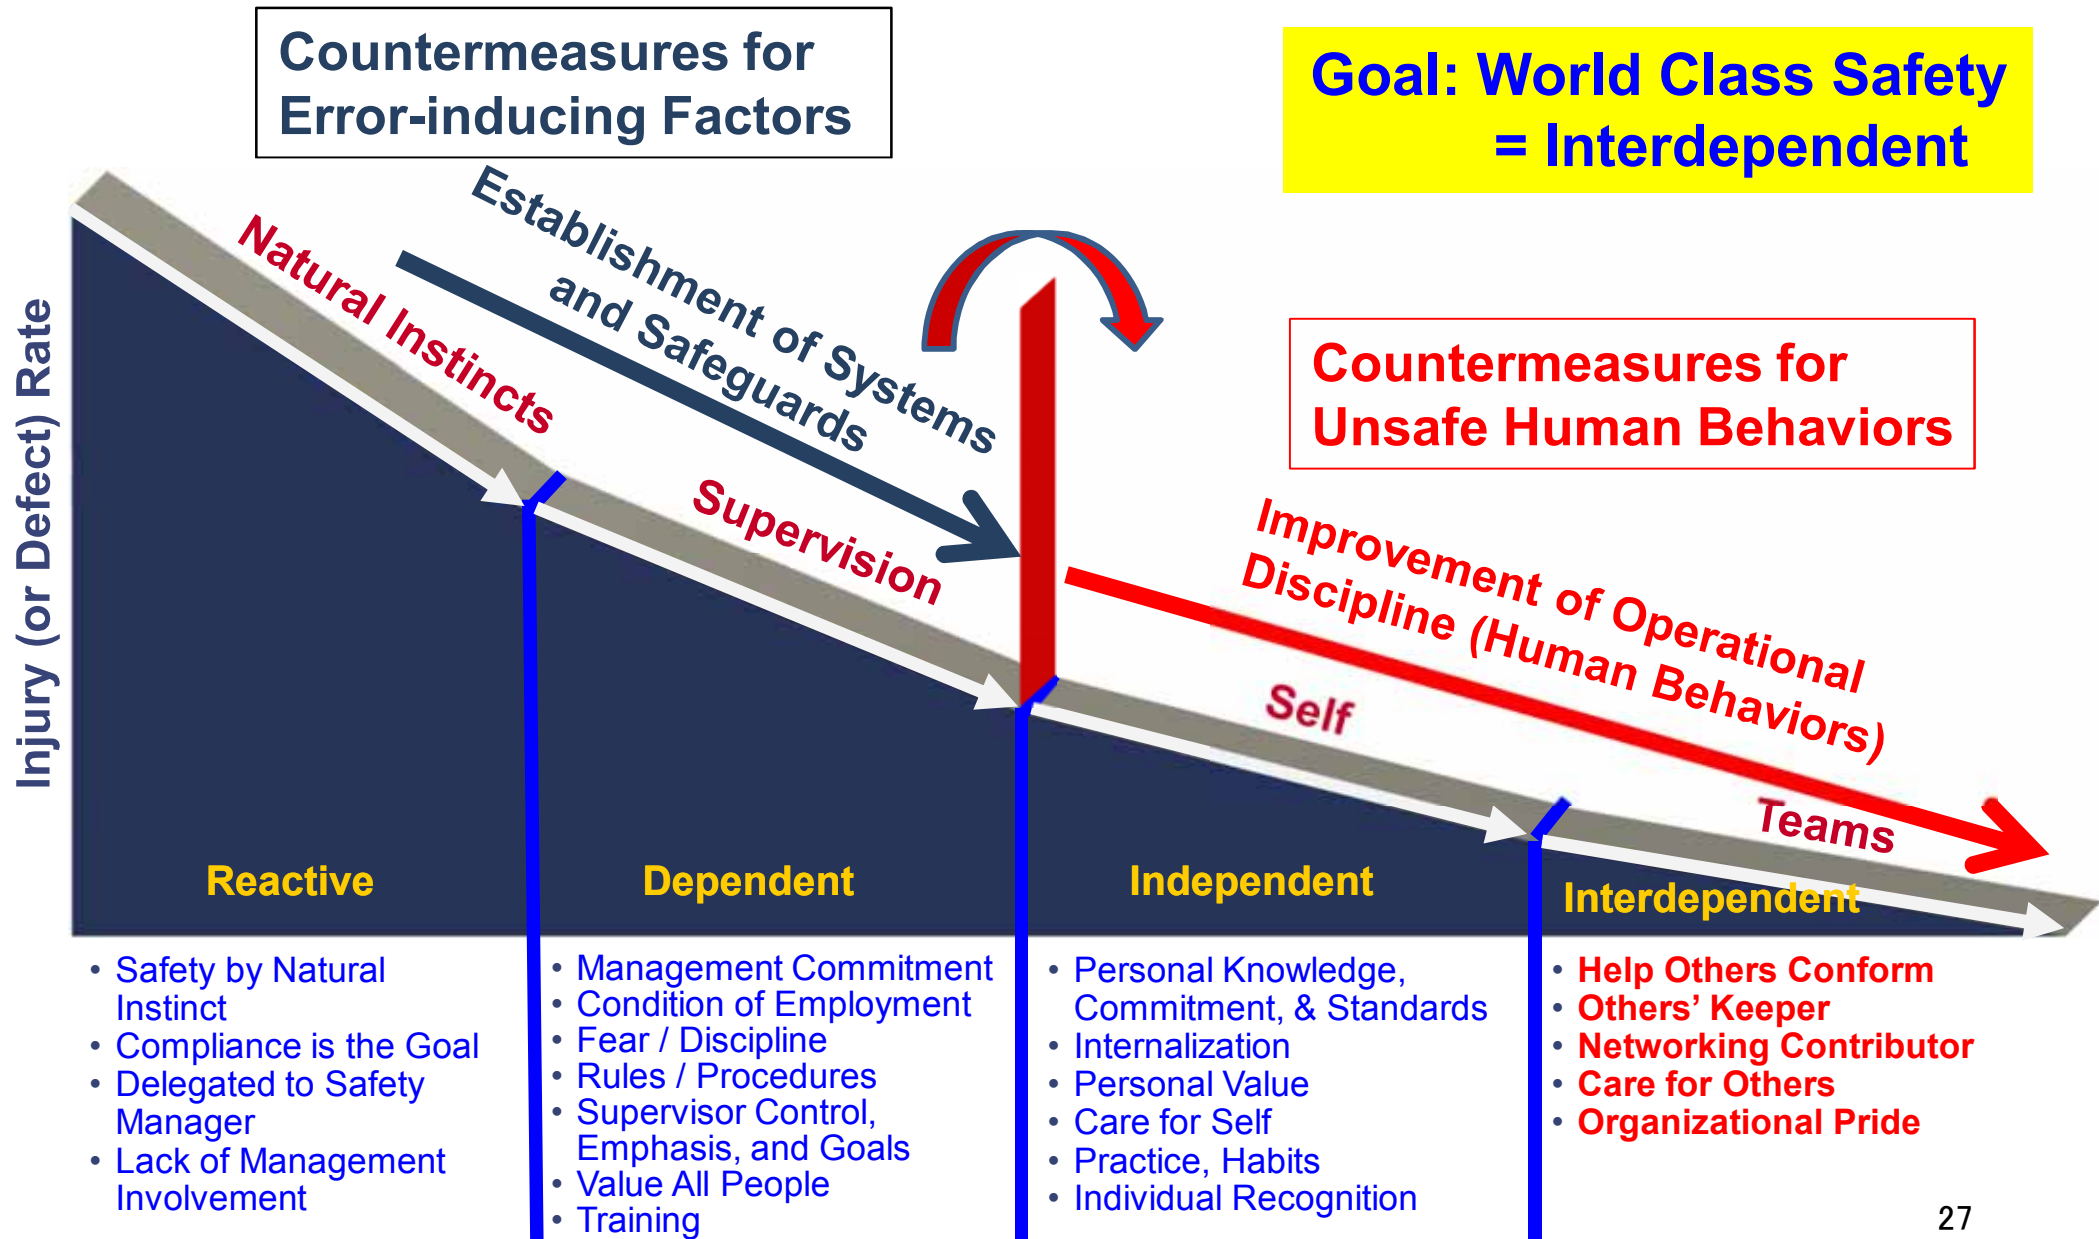 Countermeasures for
Error-inducing Factors
Goal: World Class Safety
= Interdependent
Establishment of Systems
and Safeguards
Natural Instincts
Supervision
Countermeasures for
Unsafe Human Behaviors
Improvement of Operational
Discipline (Human Behaviors)
Self
Teams
Injury (or Defect) Rate
Reactive
Dependent
Independent
Interdependent
• Safety by Natural
Instinct
• Compliance is the Goal
• Delegated to Safety
Manager
• Lack of Management
Involvement
• Management Commitment
• Condition of Employment
• Fear / Discipline
• Rules / Procedures
• Supervisor Control,
Emphasis, and Goals
• Value All People
• Training
• Personal Knowledge,
Commitment, & Standards
• Internalization
• Personal Value
• Care for Self
• Practice, Habits
• Individual Recognition
• Help Others Conform
• Others’ Keeper
• Networking Contributor
• Care for Others
• Organizational Pride
27